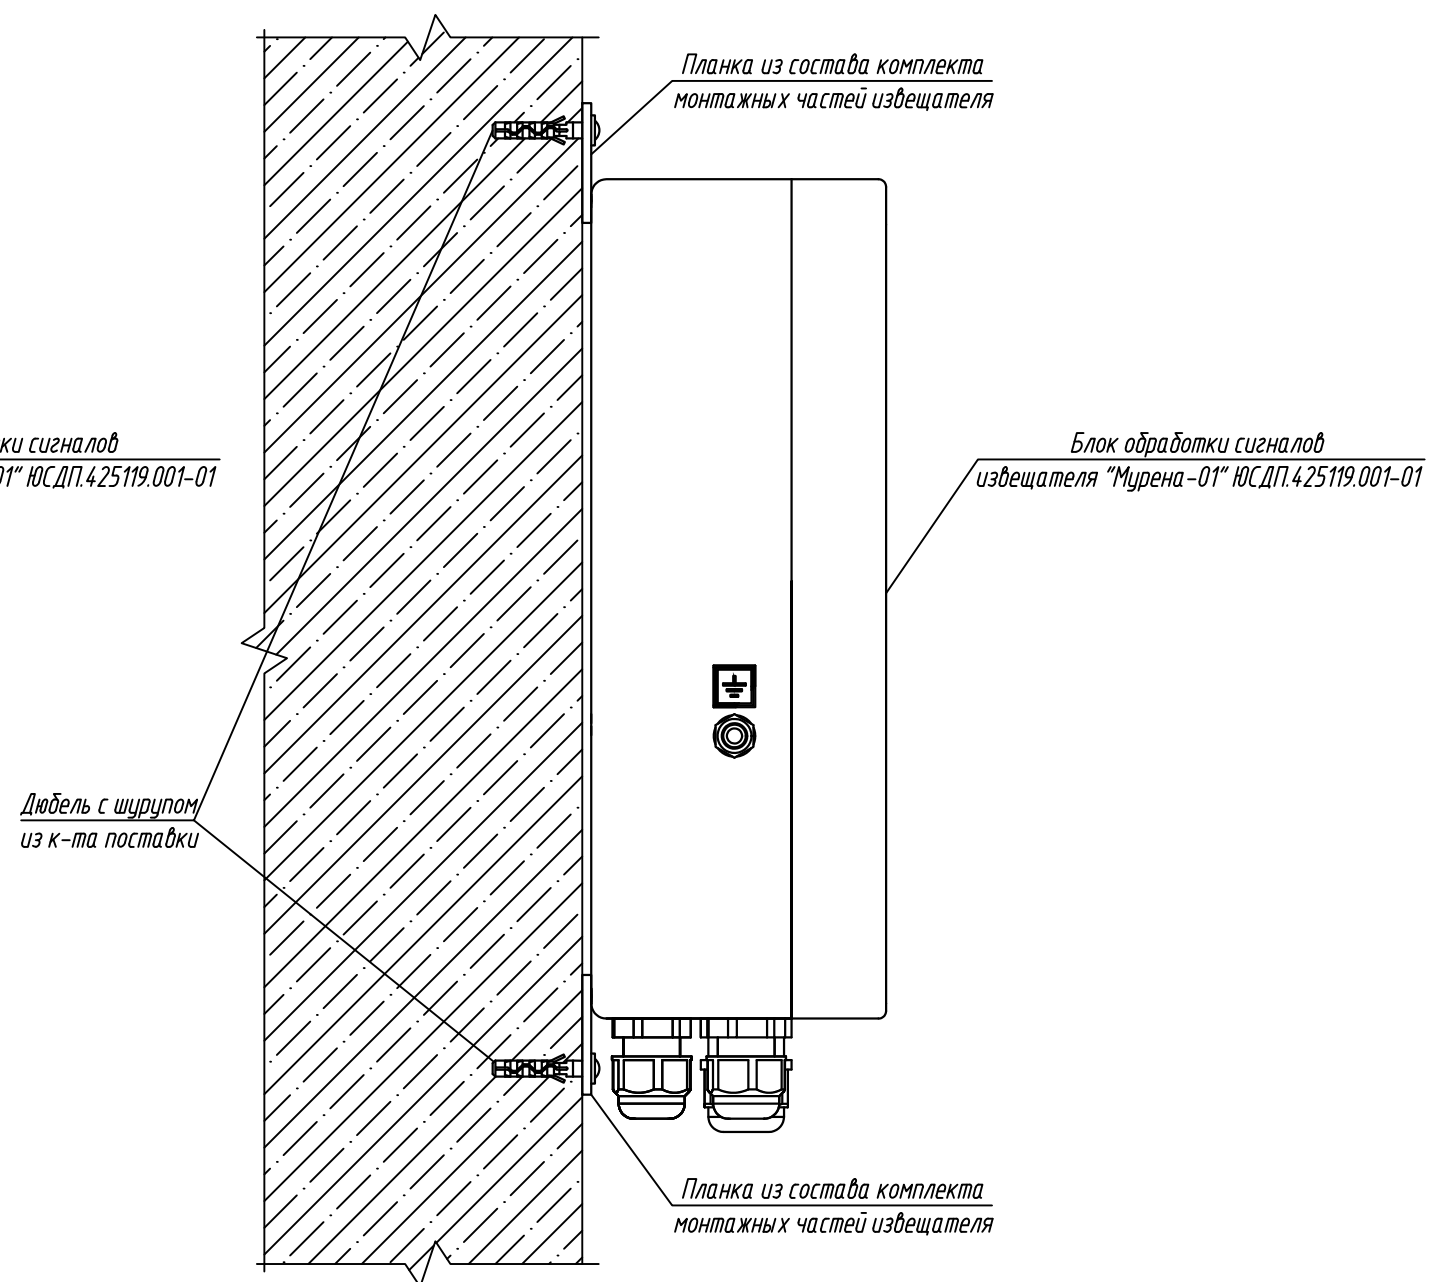 Планка из состава комплекта
монтажных частей извещателя
ки сигналов
01" ЮСДП.425119.001-01
Блок обработки сигналов
извещателя "Мурена-01" ЮСДП.425119.001-01
Дюбель с шурупом
из к-та поставки
Планка из состава комплекта
монтажных частей извещателя